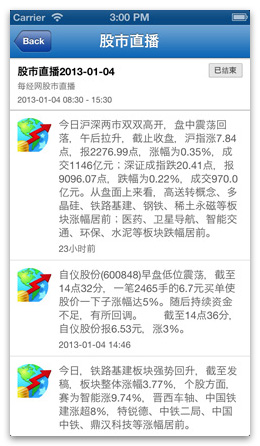 Carrier 3:00 PM
Back 股市直播
股市直播2013-01-04 已结束
每经网股市直播
2013-01-04 08:30 - 15:30
今日沪深两市双双高开，盘中震荡回
落，午后拉升，截止收盘，沪指涨7.84
点，报2276.99点，涨幅为0.35%，成
交1146亿元；深证成指跌20.41点，报
9096.07点，跌幅为0.22%，成交970.0
亿元。从盘面上来看，高送转概念、多
晶硅、铁路基建、钢铁、稀土永磁等板
块涨幅居前；医药、卫星导航、智能交
通、环保、水泥等板块跌幅居前。
23小时前
自仪股份(600848)早盘低位震荡，截至
14点32分，一笔2465手的6.7元买单使
股价一下子涨幅达5%。随后持续资金
不足，有所回调。 截至14点36分，
自仪股份报6.53元，涨3%。
2013-01-04 14:46
今日，铁路基建板块强势回升，截至发
稿，板块整体涨幅3.77%，个股方面，
赛为智能涨9.74%，晋西车轴、中国铁
建涨超8%，特锐德、中铁二局、中国
中铁、鼎汉科技等涨幅居前。